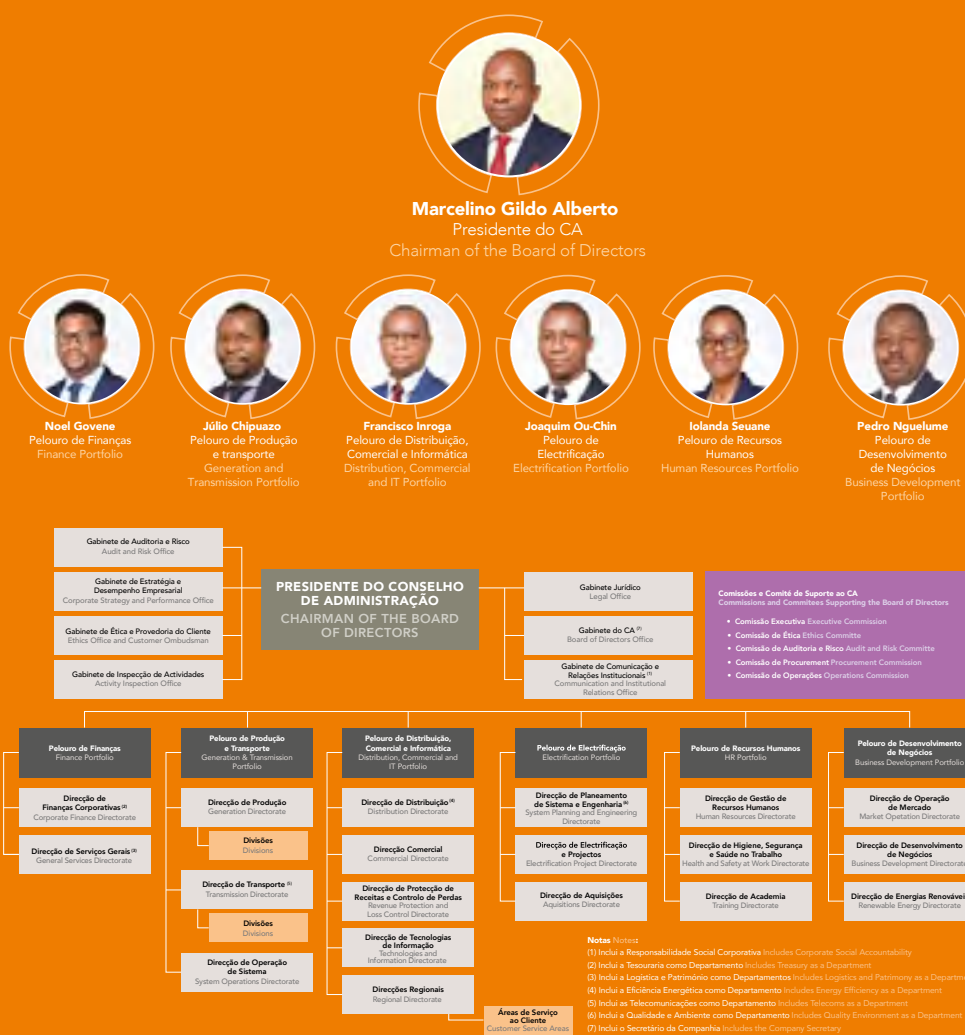 Marcelino Gildo Alberto
Presidente do CA
Chairman of the Board of Directors
Noel Govene
Pelouro de Finanças
Finance Portfolio
Júlio Chipuazo
Pelouro de Produção
e transporte
Generation and
Transmission Portfolio
Francisco Inroga
Pelouro de Distribuição,
Comercial e Informática
Distribution, Commercial
and IT Portfolio
Joaquim Ou-Chin
Pelouro de
Electrificação
Electrification Portfolio
Iolanda Seuane
Pelouro de Recursos
Humanos
Human Resources Portfolio
Pedro Nguelume
Pelouro de
Desenvolvimento
de Negócios
Business Development
Portfolio
Gabinete de Auditoria e Risco
Audit and Risk Office
Gabinete de Estratégia e
Desempenho Empresarial
Corporate Strategy and Performance Office
Gabinete de Ética e Provedoria do Cliente
Ethics Office and Customer Ombudsman
Gabinete de Inspecção de Actividades
Activity Inspection Office
PRESIDENTE DO CONSELHO
DE ADMINISTRAÇÃO
CHAIRMAN OF THE BOARD
OF DIRECTORS
Gabinete Jurídico
Legal Office
Gabinete do CA (7)
Board of Directors Office
Gabinete de Comunicação e
Relações Institucionais (1)
Communication and Institutional
Relations Office
Comissões e Comité de Suporte ao CA
Commissions and Commitees Supporting the Board of Directors
• Comissão Executiva Executive Commission
• Comissão de Ética Ethics Committe
• Comissão de Auditoria e Risco Audit and Risk Committe
• Comissão de Procurement Procurement Commission
• Comissão de Operações Operations Commission
Pelouro de Finanças
Finance Portfolio
Direcção de
Finanças Corporativas (2)
Corporate Finance Directorate
Direcção de Serviços Gerais (3)
General Services Directorate
Pelouro de Produção
e Transporte
Generation & Transmission
Portfolio
Direcção de Produção
Generation Directorate
Divisões
Divisions
Direcção de Transporte (5)
Transmission Directorate
Divisões
Divisions
Direcção de Operação
de Sistema
System Operations Directorate
Pelouro de Distribuição,
Comercial e Informática
Distribution, Commercial and
IT Portfolio
Direcção de Distribuição (4)
Distribution Directorate
Direcção Comercial
Commercial Directorate
Direcção de Protecção de
Receitas e Controlo de Perdas
Revenue Protection and
Loss Control Directorate
Direcção de Tecnologias
de Informação
Technologies and
Information Directorate
Direcções Regionais
Regional Directorate
Áreas de Serviço
ao Cliente
Customer Service Areas
Pelouro de Electrificação
Electrification Portfolio
Direcção de Planeamento
de Sistema e Engenharia (6)
System Planning and Engineering
Directorate
Direcção de Electrificação
e Projectos
Electrification Project Directorate
Direcção de Aquisições
Aquisitions Directorate
Pelouro de Recursos Humanos
HR Portfolio
Direcção de Gestão de
Recursos Humanos
Human Resources Directorate
Direcção de Higiene, Segurança
e Saúde no Trabalho
Health and Safety at Work Directorate
Direcção de Academia
Training Directorate
Pelouro de Desenvolvimento
de Negócios
Business Development Portfolio
Direcção de Operação
de Mercado
Market Opetation Directorate
Direcção de Desenvolvimento
de Negócios
Business Development Directorate
Direcção de Energias Renováveis
Renewable Energy Directorate
Notas Notes:
(1) Inclui a Responsabilidade Social Corporativa Includes Corporate Social Accountability
(2) Inclui a Tesouraria como Departamento Includes Treasury as a Department
(3) Inclui a Logística e Património como Departamentos Includes Logistics and Patrimony as a Departme
(4) Inclui a Eficiência Energética como Departamento Includes Energy Efficiency as a Department
(5) Inclui as Telecomunicações como Departamento Includes Telecoms as a Department
(6) Inclui a Qualidade e Ambiente como Departamento Includes Quality Environment as a Department
(7) Inclui o Secretário da Companhia Includes the Company Secretary